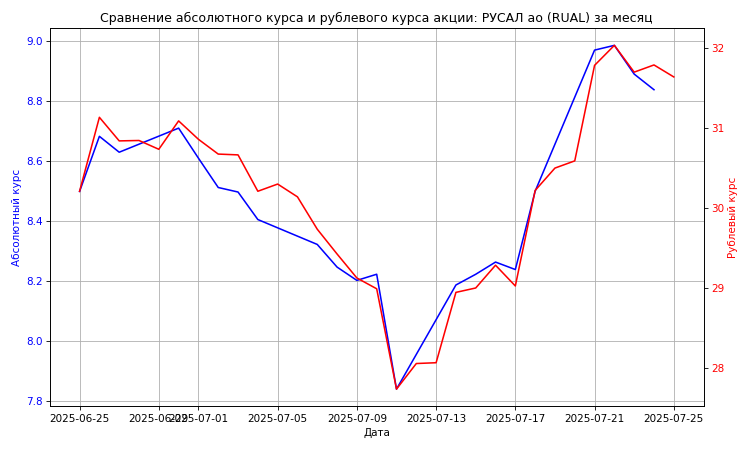 Сравнение абсолютного курса и рублевого курса акции: РУСАЛ ао (RUAL) за месяц
9.0
8.8
8.6
8.4
8.2
8.0
7.8
Абсолютный курс
32
31
30
29
28
Рублевый курс
2025-06-25 2025-06-29 2025-07-01 2025-07-05 2025-07-09 2025-07-13 2025-07-17 2025-07-21 2025-07-25
Дата